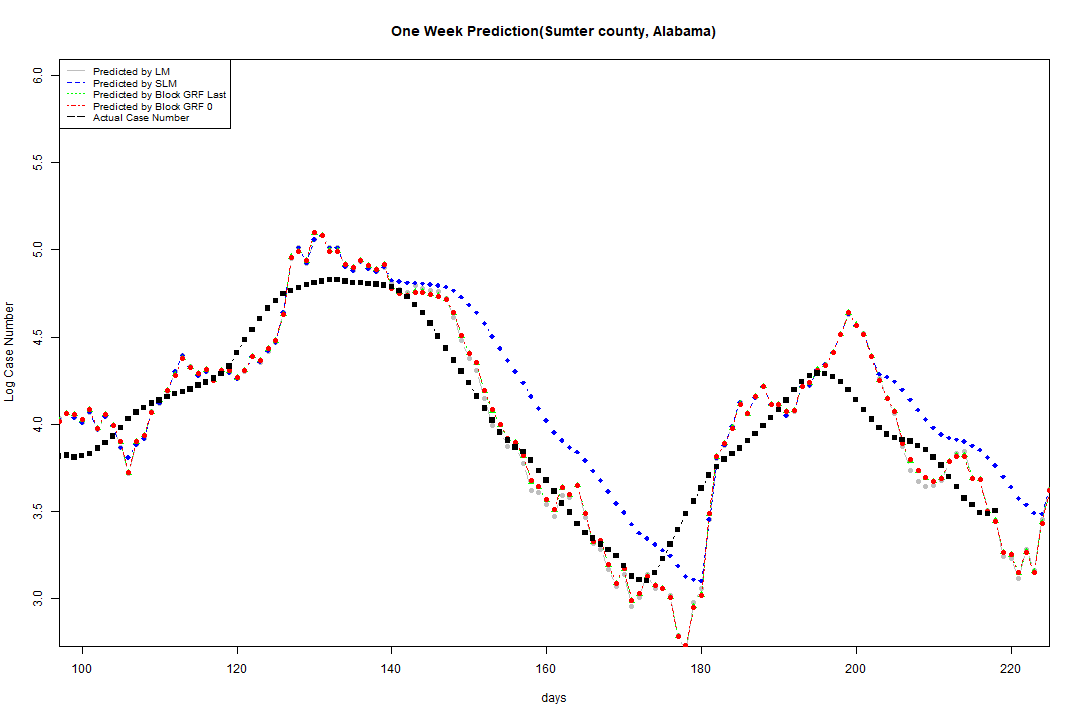 One Week Prediction(Sumter county, Alabama)
Predicted by LM
Predicted by SLM
Predicted by Block GRF Last
Predicted by Block GRF 0
Actual Case Number
6.0
5.5
5.0
4.5
4.0
3.5
3.0
Log Case Number
100 120 140 160 180 200 220
days